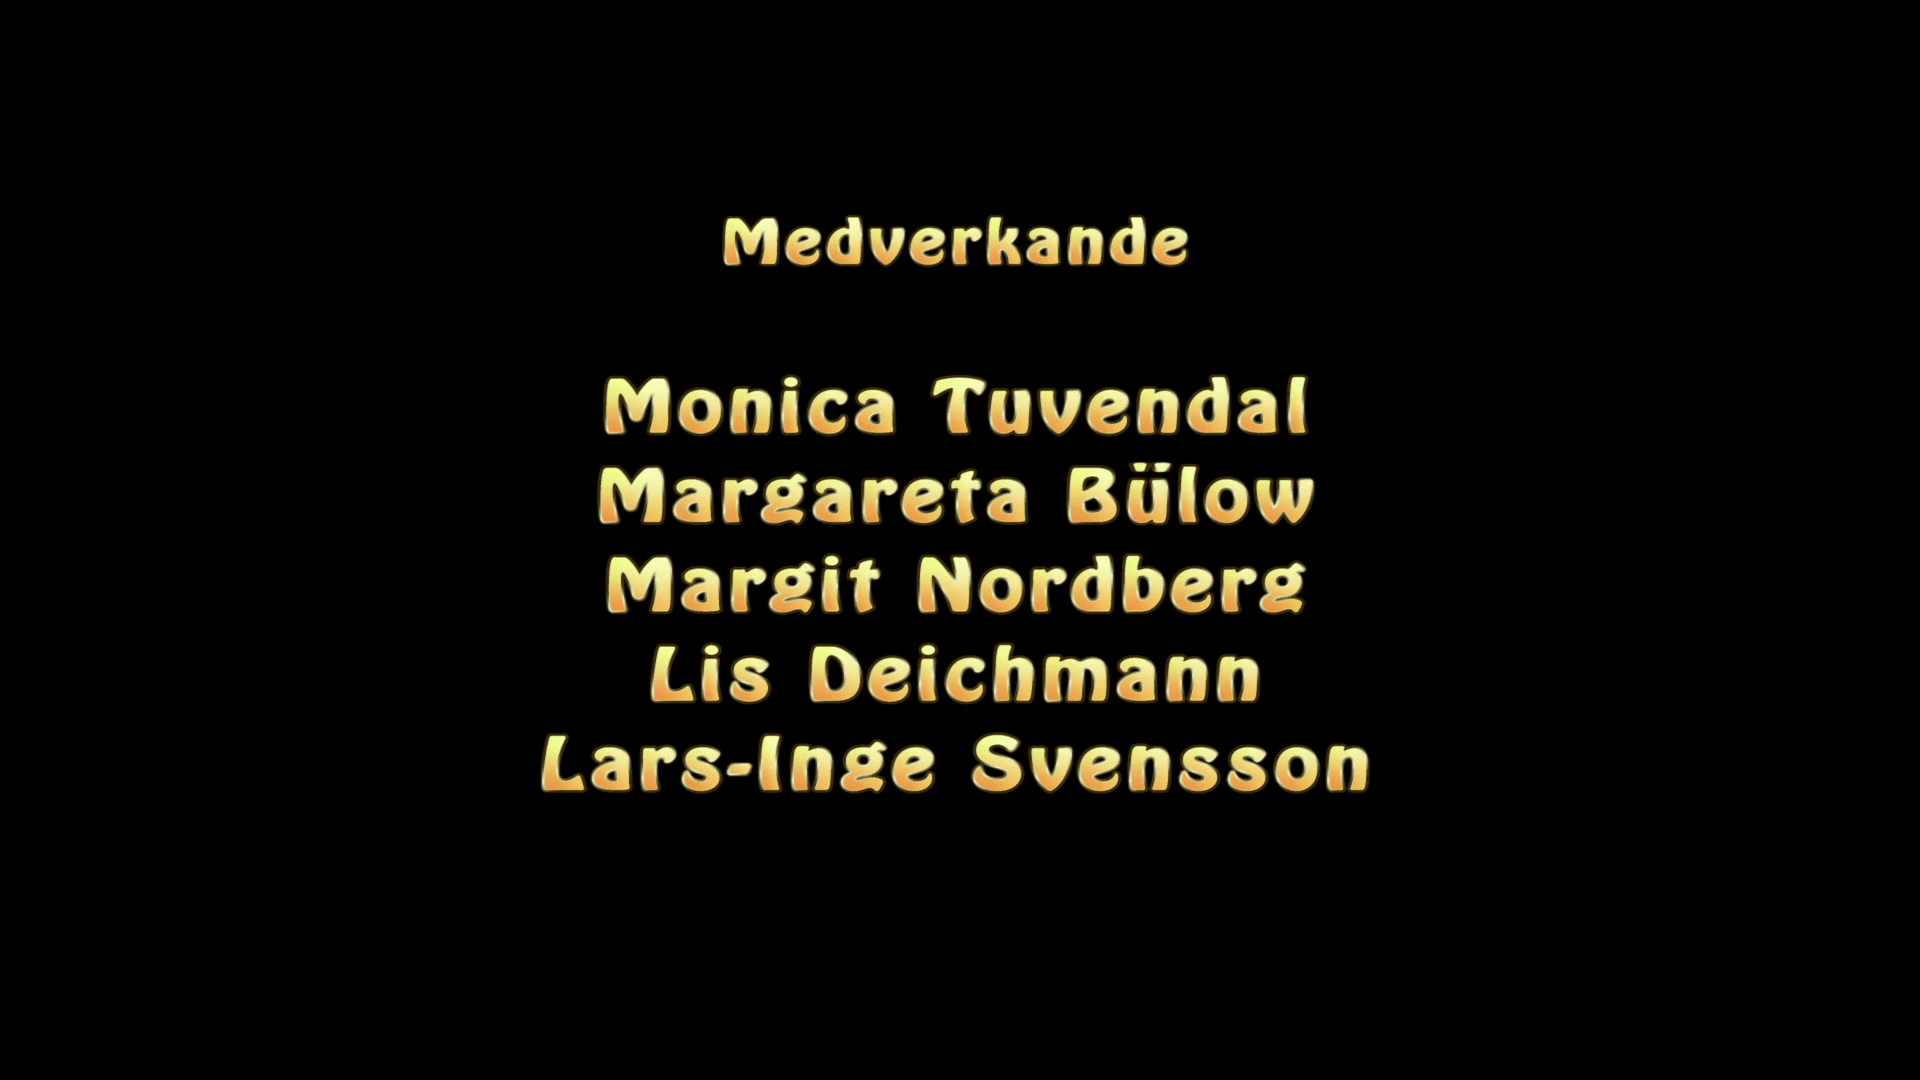 Medverkande
Monica Tuvendal
Margareta Bülow
Margit Nordberg
Lis Deichmann
Lars-Inge Svensson